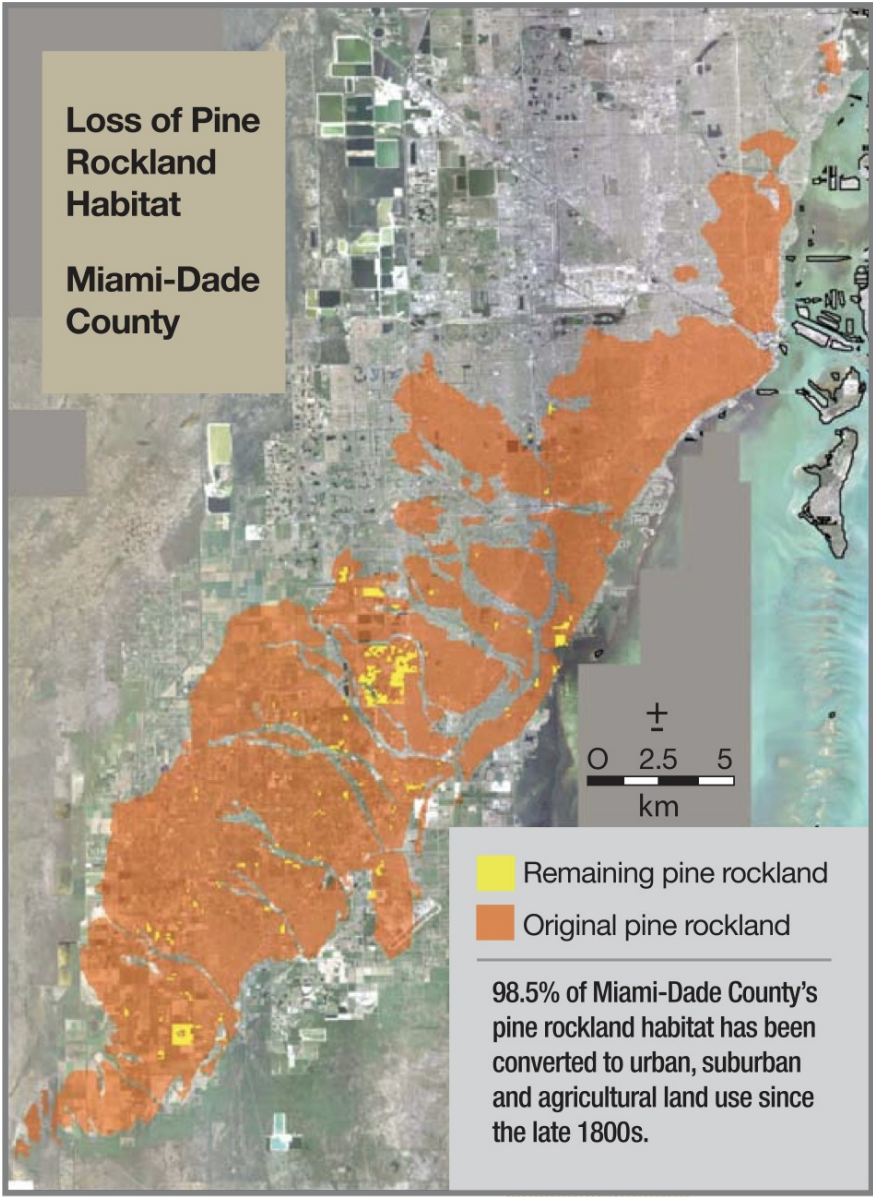 Loss of Pine
Rockland
Habitat
Miami-Dade
County
+
O 2.5 5
km
Remaining pine rockland
Original pine rockland
98.5% of Miami-Dade County's
pine rockland habitat has been
converted to urban, suburban
and agricultural land use since
the late 1800s.